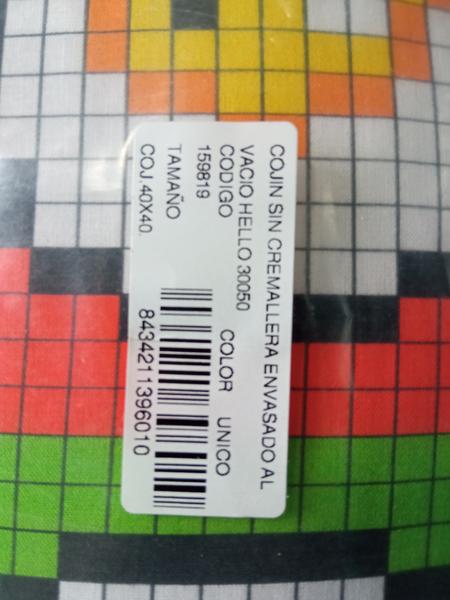 COJIN SIN CREMALLERA ENVASADO AL
VACIO HELLO 30050
CODIGO COLOR UNICO
159819
TAMAÑO
COJ.40X40.
8434211396010